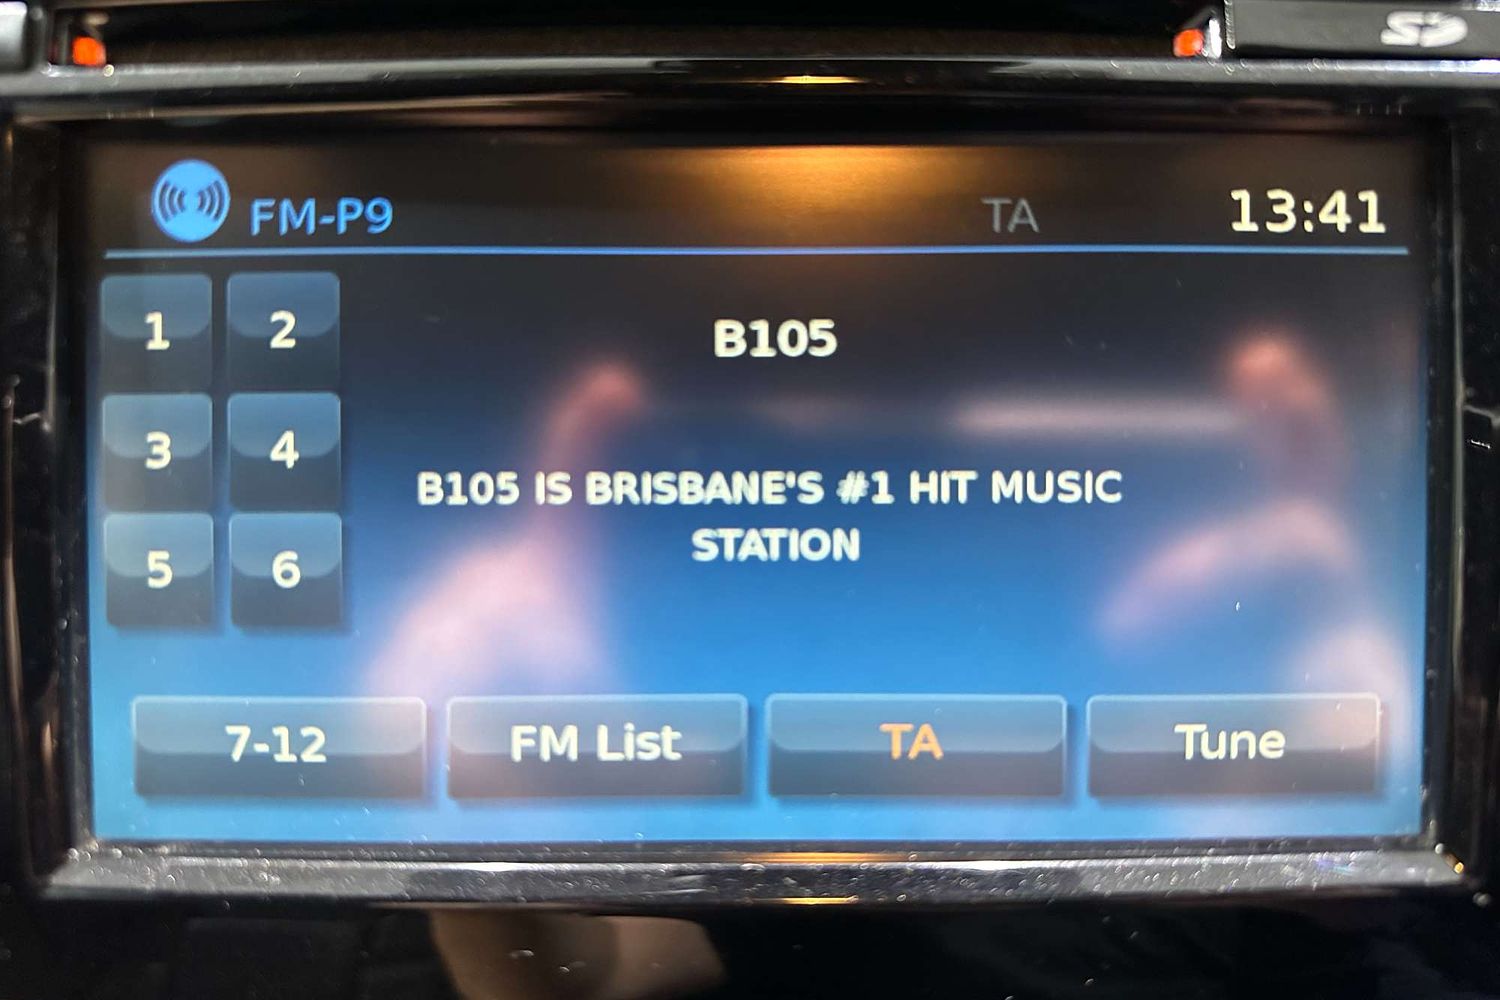 SD
FM-P9
TA
13:41
1
2
B105
3
4
B105 IS BRISBANE'S #1 HIT MUSIC
STATION
5
6
7-12
FM List
TA
Tune